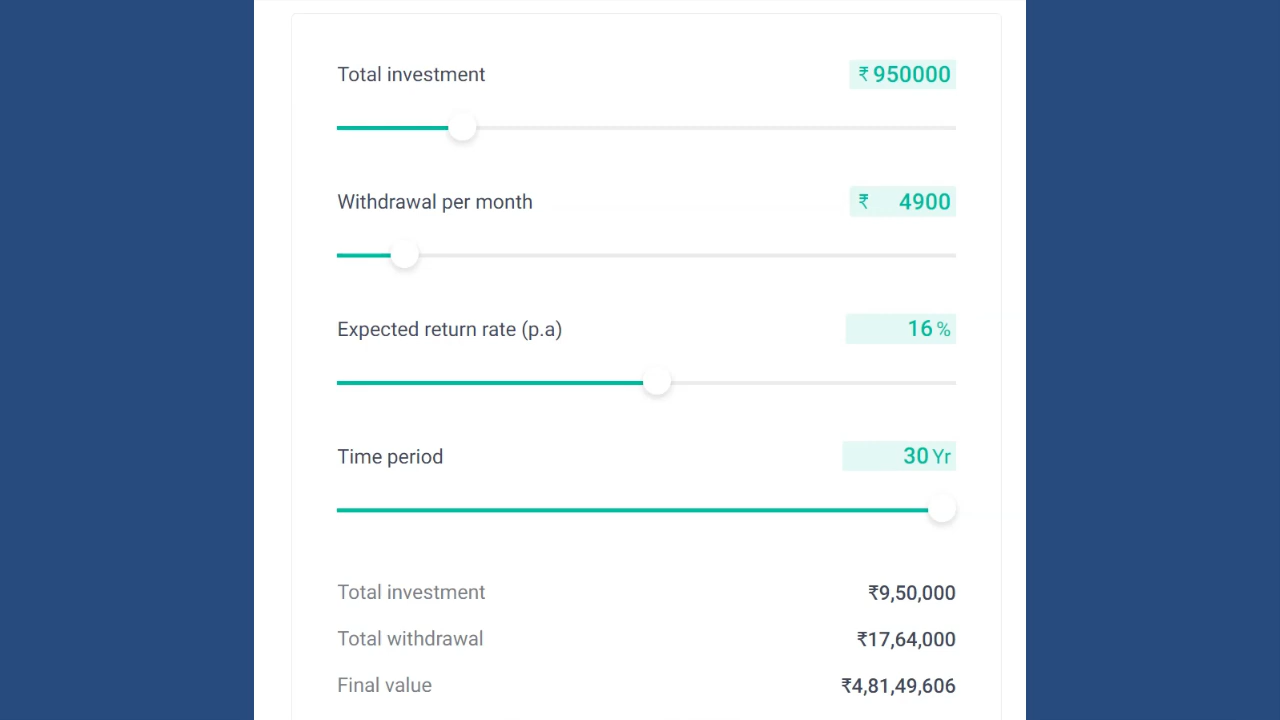 Total investment ₹ 950000
Withdrawal per month ₹ 4900
Expected return rate (p.a) 16 %
Time period 30 Yr
Total investment ₹9,50,000
Total withdrawal ₹17,64,000
Final value ₹4,81,49,606